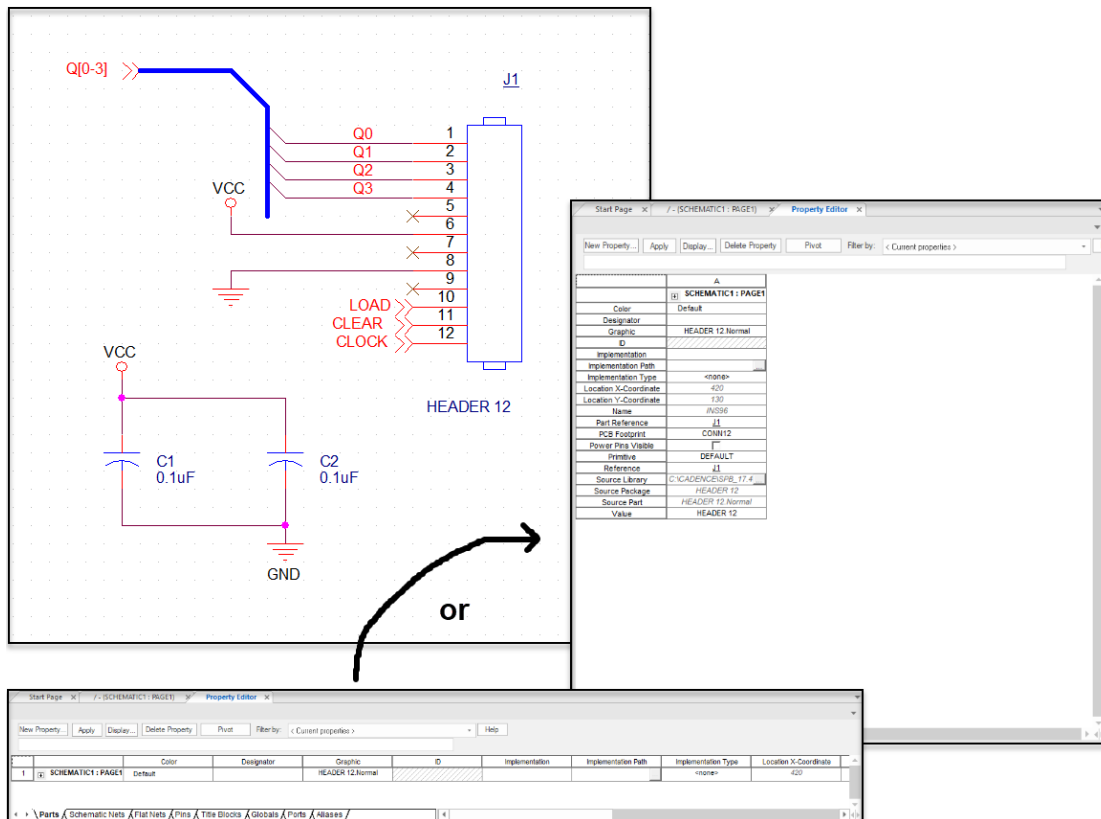 Q[0-3]
J1
Q0 1
Q1 2
Q2 3
Q3 4
VCC
5
6
7
8
9
LOAD 10
CLEAR 11
CLOCK 12
VCC
HEADER 12
C1
0.1uF
C2
0.1uF
GND
or
Start Page / - (SCHEMATIC1 : PAGE1) Property Editor
New Property... Apply Display... Delete Property Pivot Filter by: < Current properties >
A
SCHEMATIC1 : PAGE1
Color Default
Designator
Graphic HEADER 12.Normal
ID
Implementation
Implementation Path
Implementation Type <none>
Location X-Coordinate 420
Location Y-Coordinate 130
Name INS96
Part Reference J1
PCB Footprint CONN12
Power Pins Visible
Primitive DEFAULT
Reference J1
Source Library C:\CADENCE\SPB_17.4
Source Package HEADER 12
Source Part HEADER 12.Normal
Value HEADER 12
Start Page / - (SCHEMATIC1 : PAGE1) Property Editor
New Property... Apply Display... Delete Property Pivot Filter by: < Current properties > Help
Color Designator Graphic ID Implementation Implementation Path Implementation Type Location X-Coordinate
1 SCHEMATIC1 : PAGE1 Default HEADER 12.Normal <none> 420
Parts Schematic Nets Flat Nets Pins Title Blocks Globals Ports Aliases